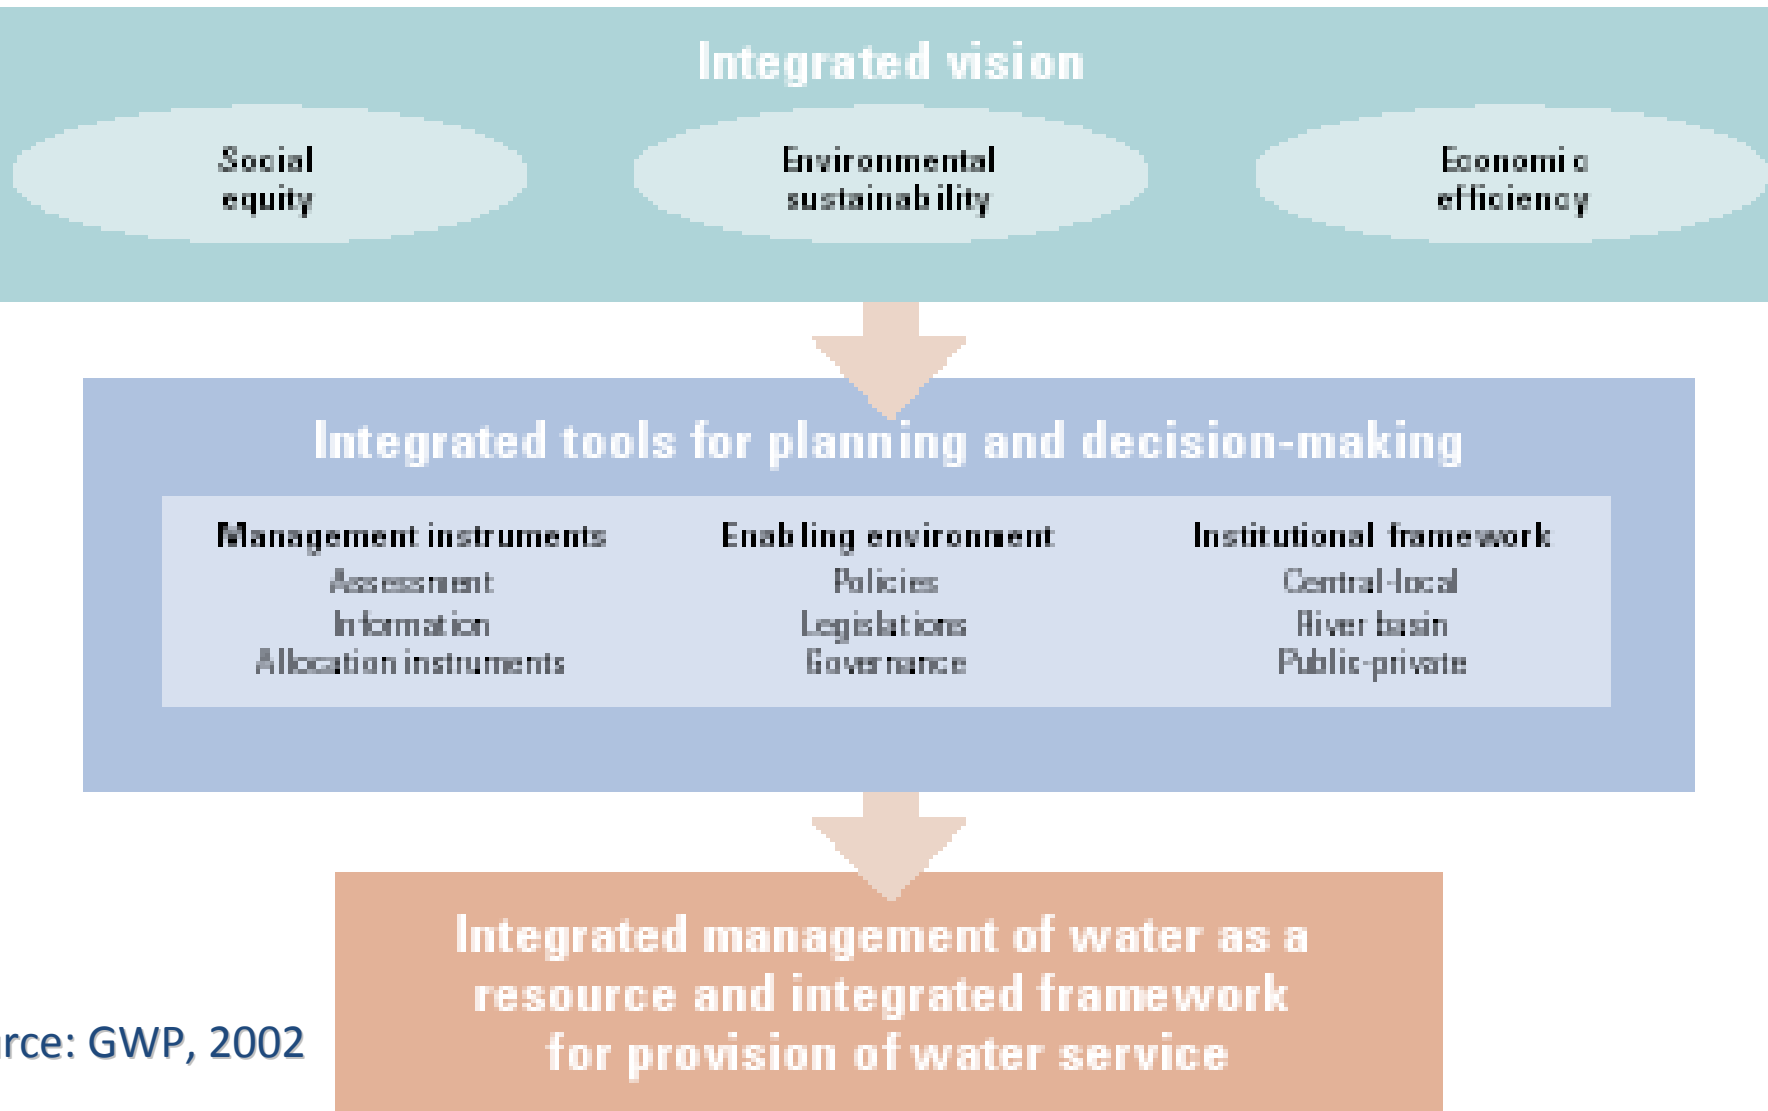 Integrated vision
Social
equity
Environmental
sustainability
Economic
efficiency
Integrated tools for planning and decision-making
Management instruments
Assessment
Information
Allocation instruments
Enabling environment
Policies
Legislations
Governance
Institutional framework
Central-local
River basin
Public-private
Integrated management of water as a
resource and integrated framework
for provision of water service
rce: GWP, 2002